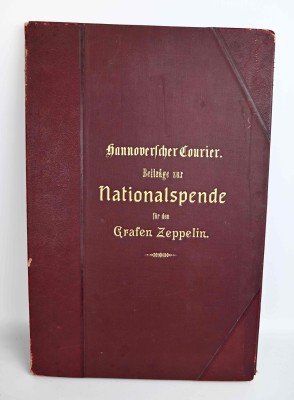 Hannoverscher Courier.
Beiträge zur
Nationalspende
für den
Grafen Zeppelin.